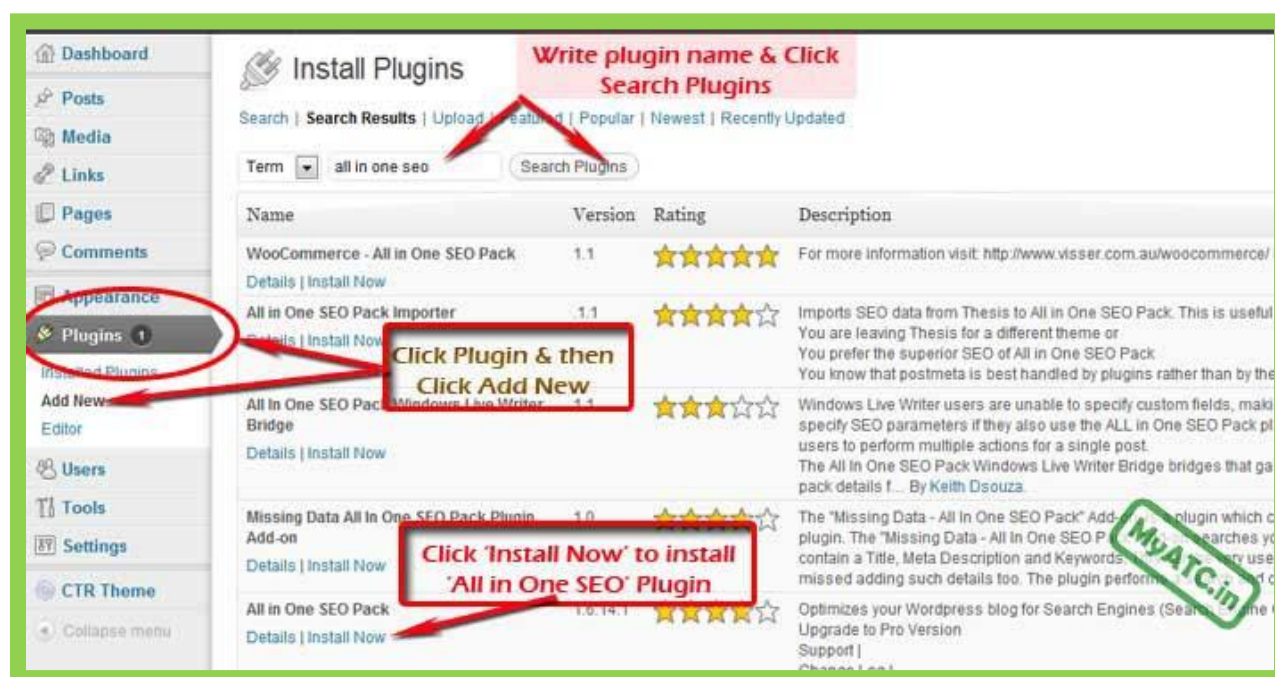 Dashboard
Posts
Media
Links
Pages
Comments
Appearance
Plugins 1
Installed Plugins
Add New
Editor
Users
Tools
Settings
CTR Theme
Collapse menu
Install Plugins
Write plugin name & Click
Search Plugins
Search | Search Results | Upload | Featured | Popular | Newest | Recently Updated
Term all in one seo Search Plugins
Name Version Rating Description
WooCommerce - All in One SEO Pack 1.1 For more information visit: http://www.visser.com.au/woocommerce/
Details | Install Now
All in One SEO Pack Importer .1.1 Imports SEO data from Thesis to All in One SEO Pack. This is useful
Details | Install Now You are leaving Thesis for a different theme or
You prefer the superior SEO of All in One SEO Pack
You know that postmeta is best handled by plugins rather than by the
Click Plugin & then
Click Add New
All In One SEO Pack Windows Live Writer 1.1 Windows Live Writer users are unable to specify custom fields, maki
Bridge specify SEO parameters if they also use the ALL in One SEO Pack pl
Details | Install Now users to perform multiple actions for a single post.
The All In One SEO Pack Windows Live Writer Bridge bridges that ga
pack details f... By Keith Dsouza.
Missing Data All In One SEO Pack Plugin 1.0 The "Missing Data - All In One SEO Pack" Add- plugin which c
Add-on plugin. The "Missing Data - All In One SEO P searches yo
Details | Install Now contain a Title, Meta Description and Keywords, use
missed adding such details too. The plugin
Click 'Install Now' to install
'All in One SEO' Plugin
All in One SEO Pack 1.6.14.1 Optimizes your Wordpress blog for Search Engines
Details | Install Now Upgrade to Pro Version
Support |
Change Log |
MyATC.in